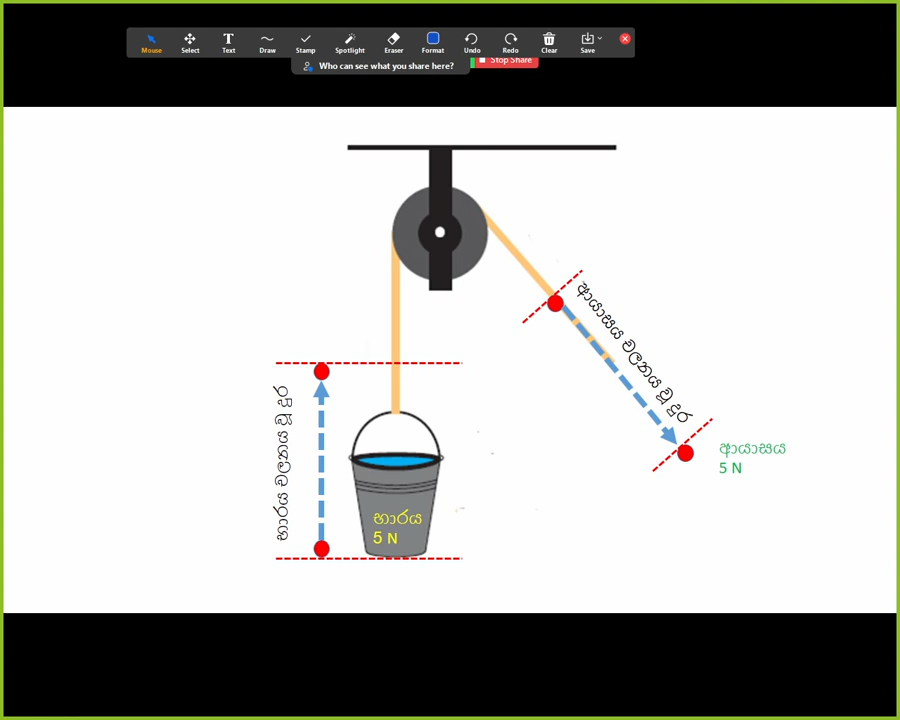 Mouse
Select
Text
Draw
Stamp
Spotlight
Eraser
Format
Undo
Redo
Clear
Save
Who can see what you share here?
Stop Share
ආයාසය චලනය වූ දුර
භාරය චලනය වූ දුර
භාරය
5 N
ආයාසය
5 N